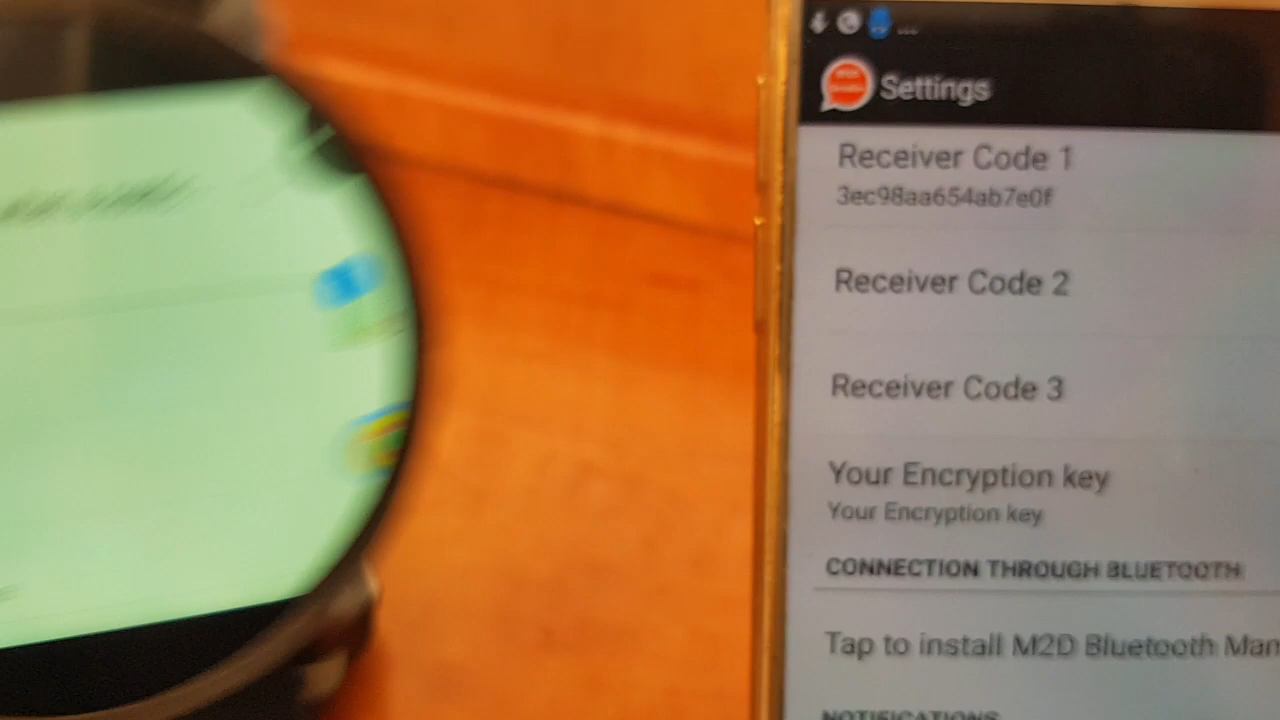 Settings
Receiver Code 1
3ec98aa654ab7e0f
Receiver Code 2
Receiver Code 3
Your Encryption key
Your Encryption key
CONNECTION THROUGH BLUETOOTH
Tap to install M2D Bluetooth Man
NOTIFICATIONS